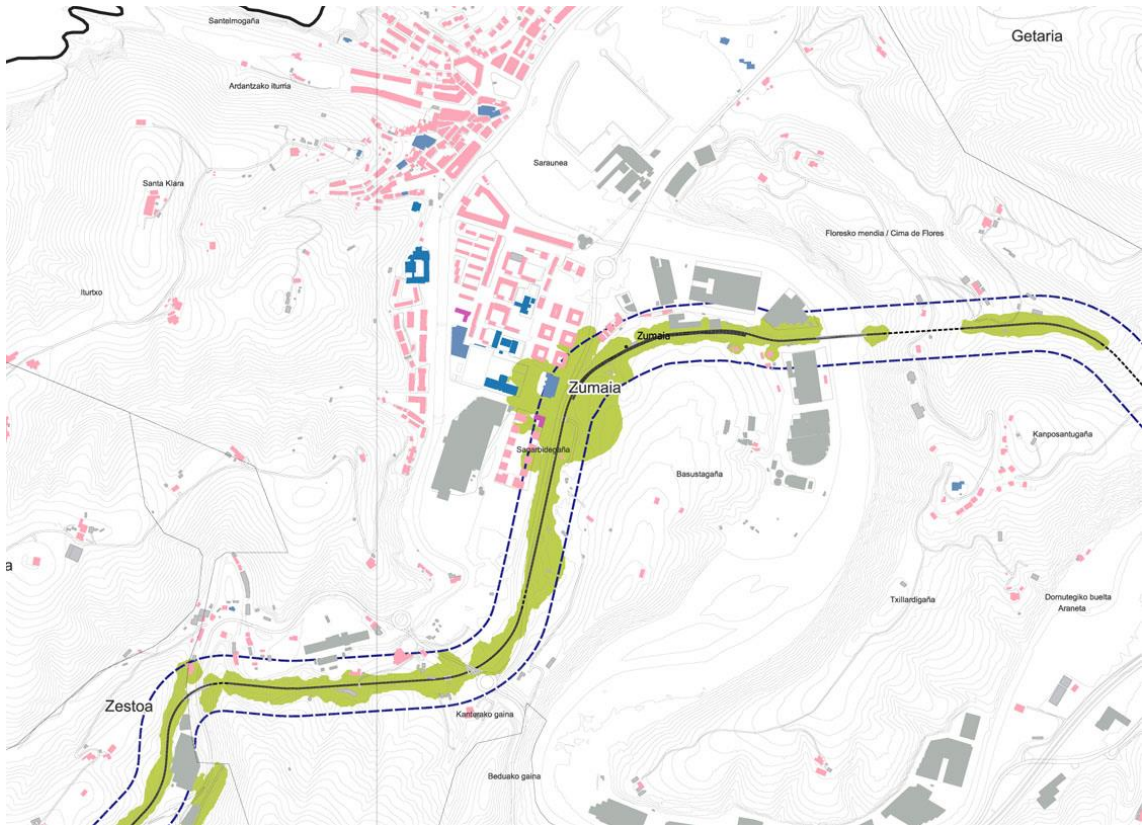 Santelmogaña
Getaria
Ardantzako iturria
Saraunea
Santa Klara
Floresko mendia / Cima de Flores
Iturtxo
Zumaia
Zumaia
Kanposantugaña
Sagarbidegaña
Basustagaña
a
Txillardigaña
Dornutegiko buelta
Araneta
Zestoa
Kanterako gaina
Beduako gaina